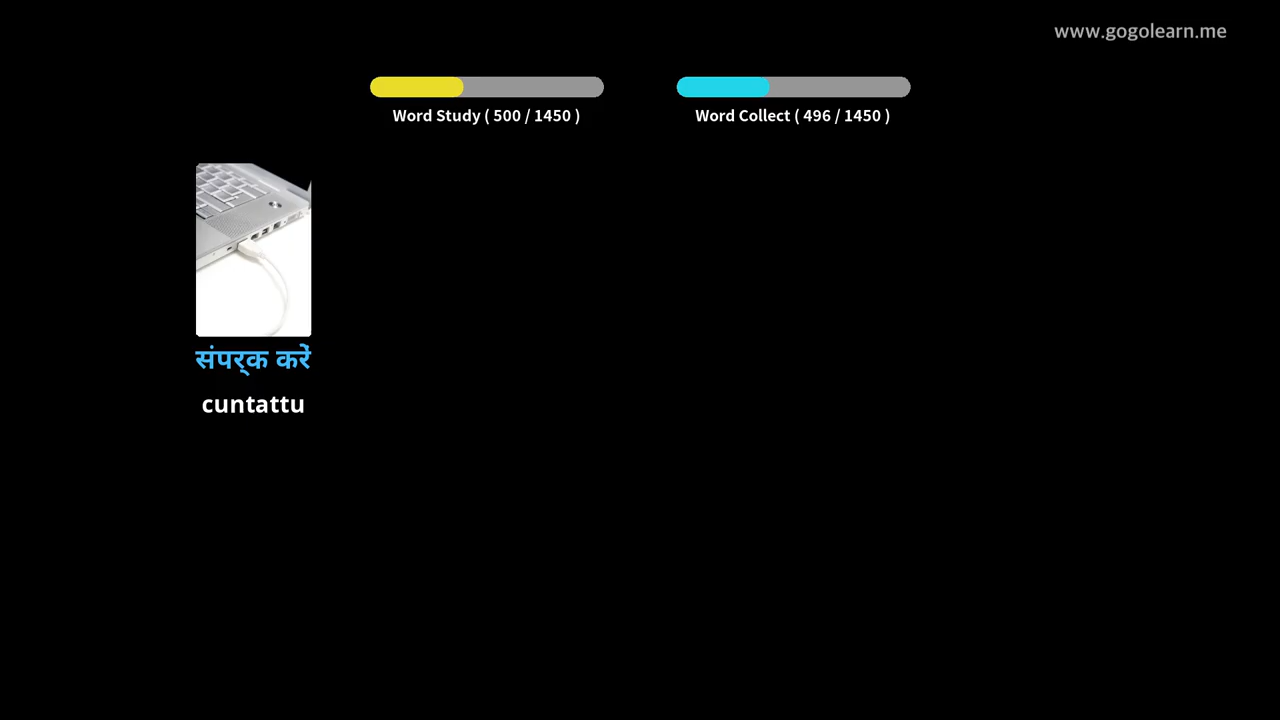 www.gogolearn.me
Word Study ( 500 / 1450 )
Word Collect ( 496 / 1450 )
संपर्क करें
cuntattu